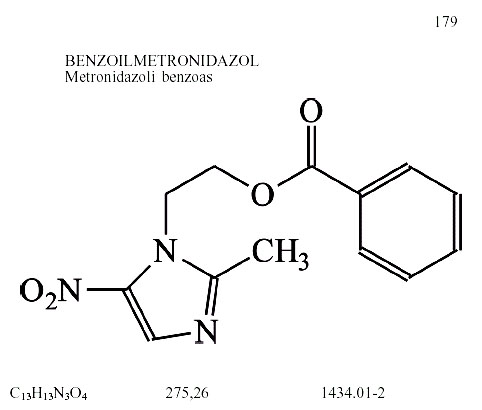 179
BENZOILMETRONIDAZOL
Metronidazoli benzoas
O
O
N
CH₃
O₂N
N
C₁₃H₁₃N₃O₄ 275,26 1434.01-2